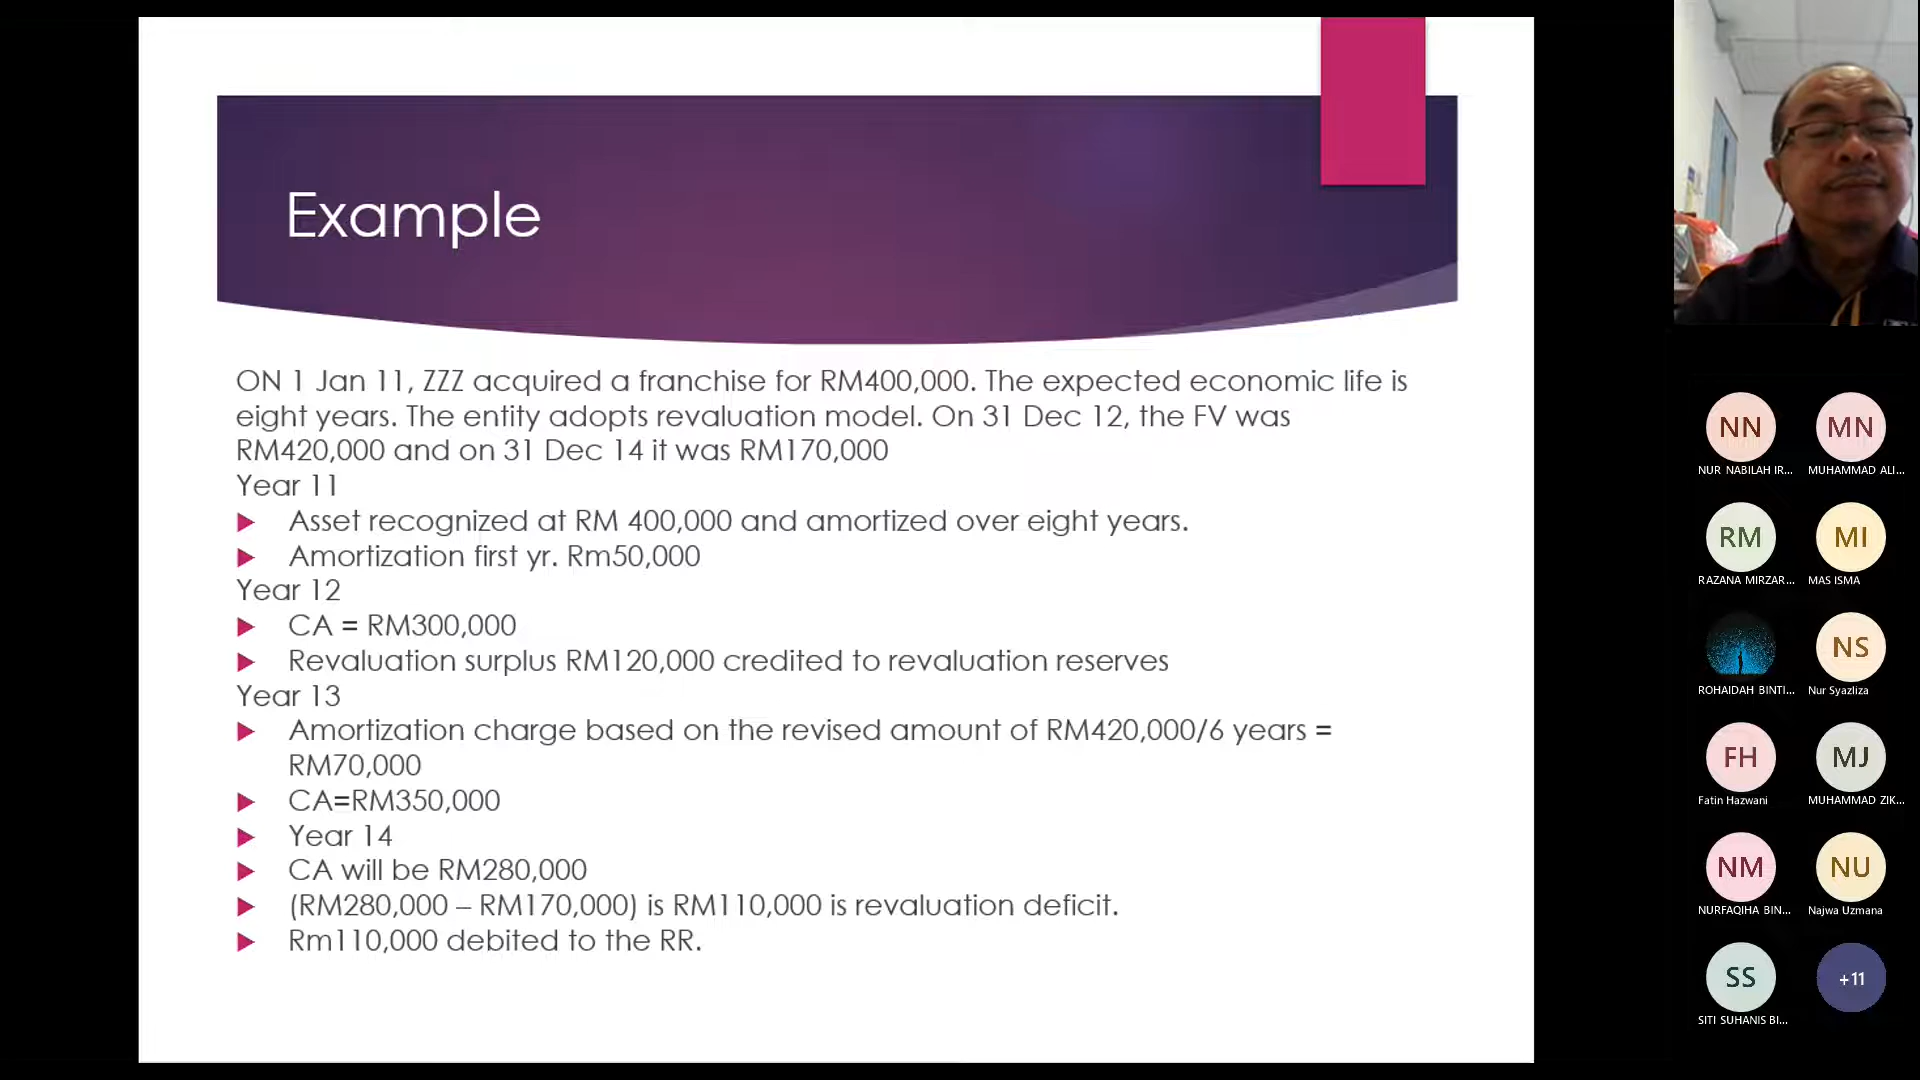 Example
ON 1 Jan 11, ZZZ acquired a franchise for RM400,000. The expected economic life is
eight years. The entity adopts revaluation model. On 31 Dec 12, the FV was
RM420,000 and on 31 Dec 14 it was RM170,000
Year 11
Asset recognized at RM 400,000 and amortized over eight years.
Amortization first yr. Rm50,000
Year 12
CA = RM300,000
Revaluation surplus RM120,000 credited to revaluation reserves
Year 13
Amortization charge based on the revised amount of RM420,000/6 years =
RM70,000
CA=RM350,000
Year 14
CA will be RM280,000
(RM280,000 – RM170,000) is RM110,000 is revaluation deficit.
Rm110,000 debited to the RR.
NN
NUR NABILAH IR...
MN
MUHAMMAD ALI...
RM
RAZANA MIRZAR...
MI
MAS ISMA
ROHAIDAH BINTI...
NS
Nur Syazliza
FH
Fatin Hazwani
MJ
MUHAMMAD ZIK...
NM
NURFAQIHA BIN...
NU
Najwa Uzmana
SS
SITI SUHANIS BI...
+11